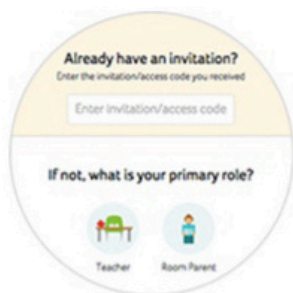 Already have an invitation?
Enter the invitation/access code you received
Enter invitation/access code
If not, what is your primary role?
Teacher Room Parent